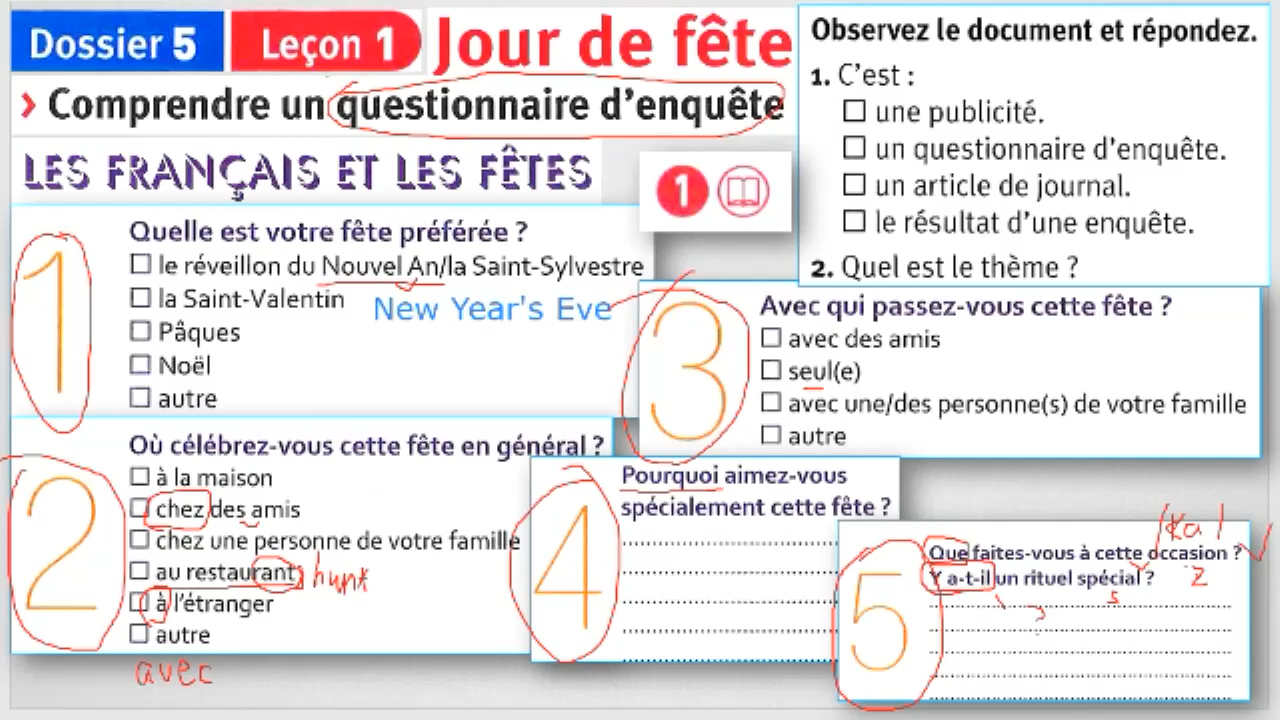 Dossier 5 Leçon 1 Jour de fête
› Comprendre un questionnaire d'enquête
LES FRANÇAIS ET LES FÊTES
1
Observez le document et répondez.
1. C'est :
□ une publicité.
□ un questionnaire d'enquête.
□ un article de journal.
□ le résultat d'une enquête.
2. Quel est le thème ?
1
Quelle est votre fête préférée ?
□ le réveillon du Nouvel An/la Saint-Sylvestre
□ la Saint-Valentin
New Year's Eve
□ Pâques
□ Noël
□ autre
2
Où célébrez-vous cette fête en général ?
□ à la maison
□ chez des amis
□ chez une personne de votre famille
□ au restaurant
□ à l'étranger
□ autre
avec
3
Avec qui passez-vous cette fête ?
□ avec des amis
□ seul(e)
□ avec une/des personne(s) de votre famille
□ autre
4
Pourquoi aimez-vous
spécialement cette fête ?
5
Que faites-vous à cette occasion ?
Y a-t-il un rituel spécial ?